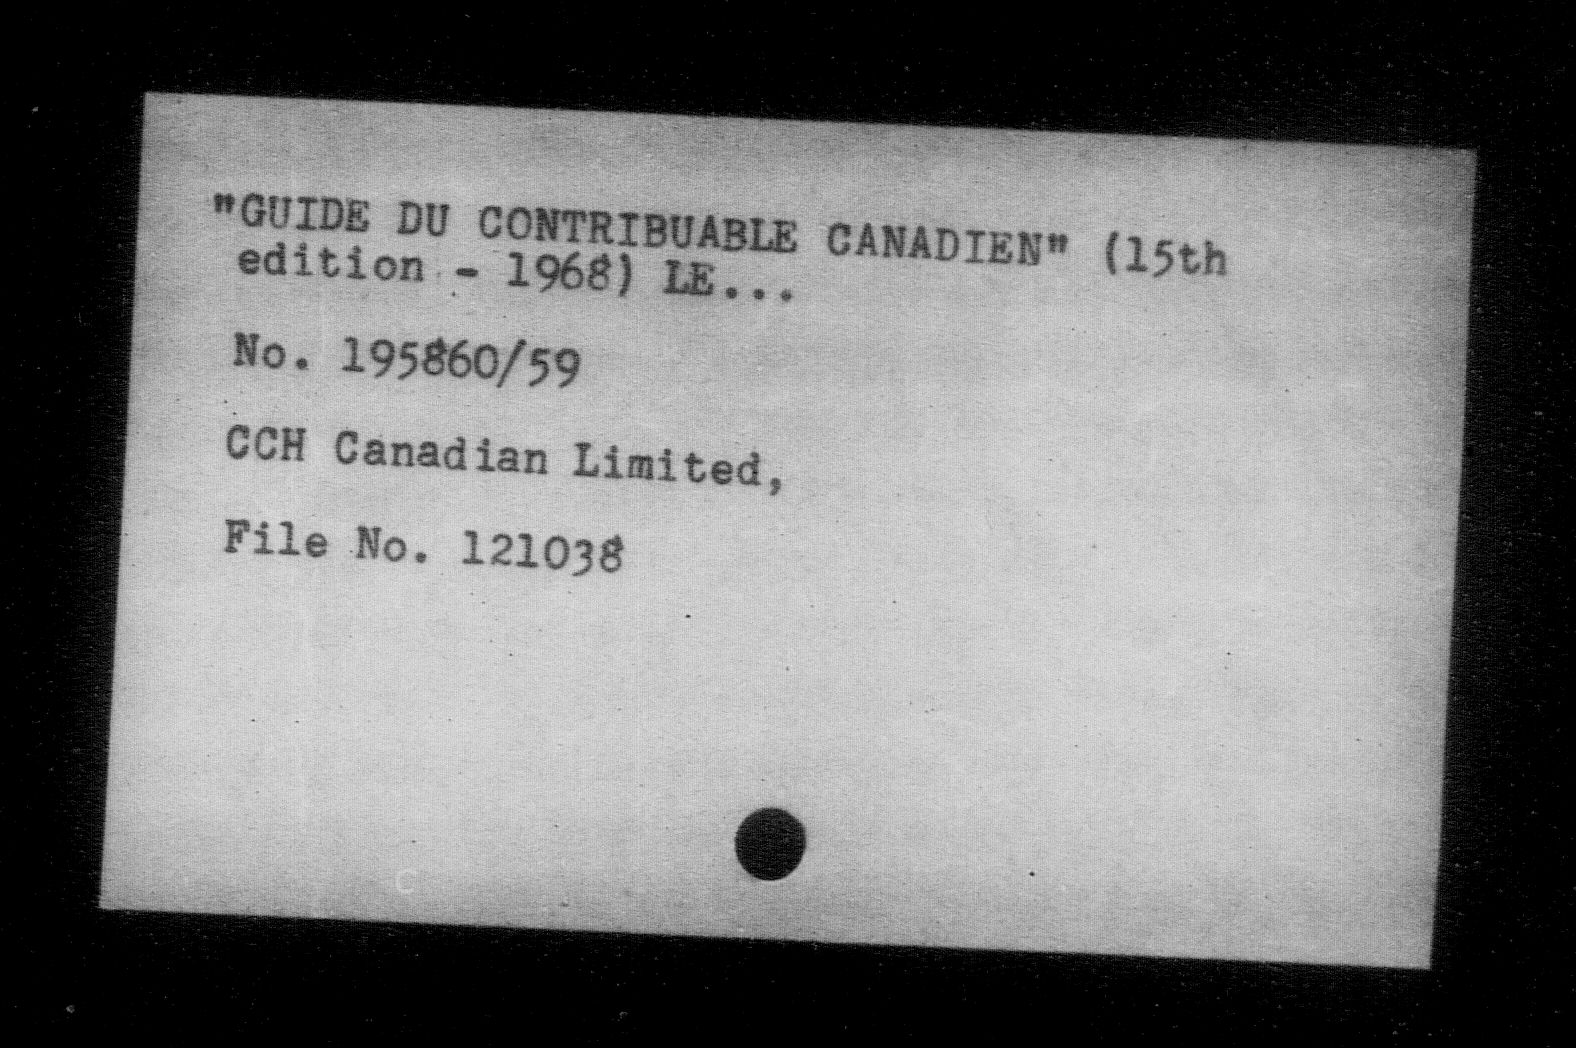 "GUIDE DU CONTRIBUABLE CANADIEN" (15th
edition - 1968) LE...
No. 195860/59
CCH Canadian Limited,
File No. 121038
C